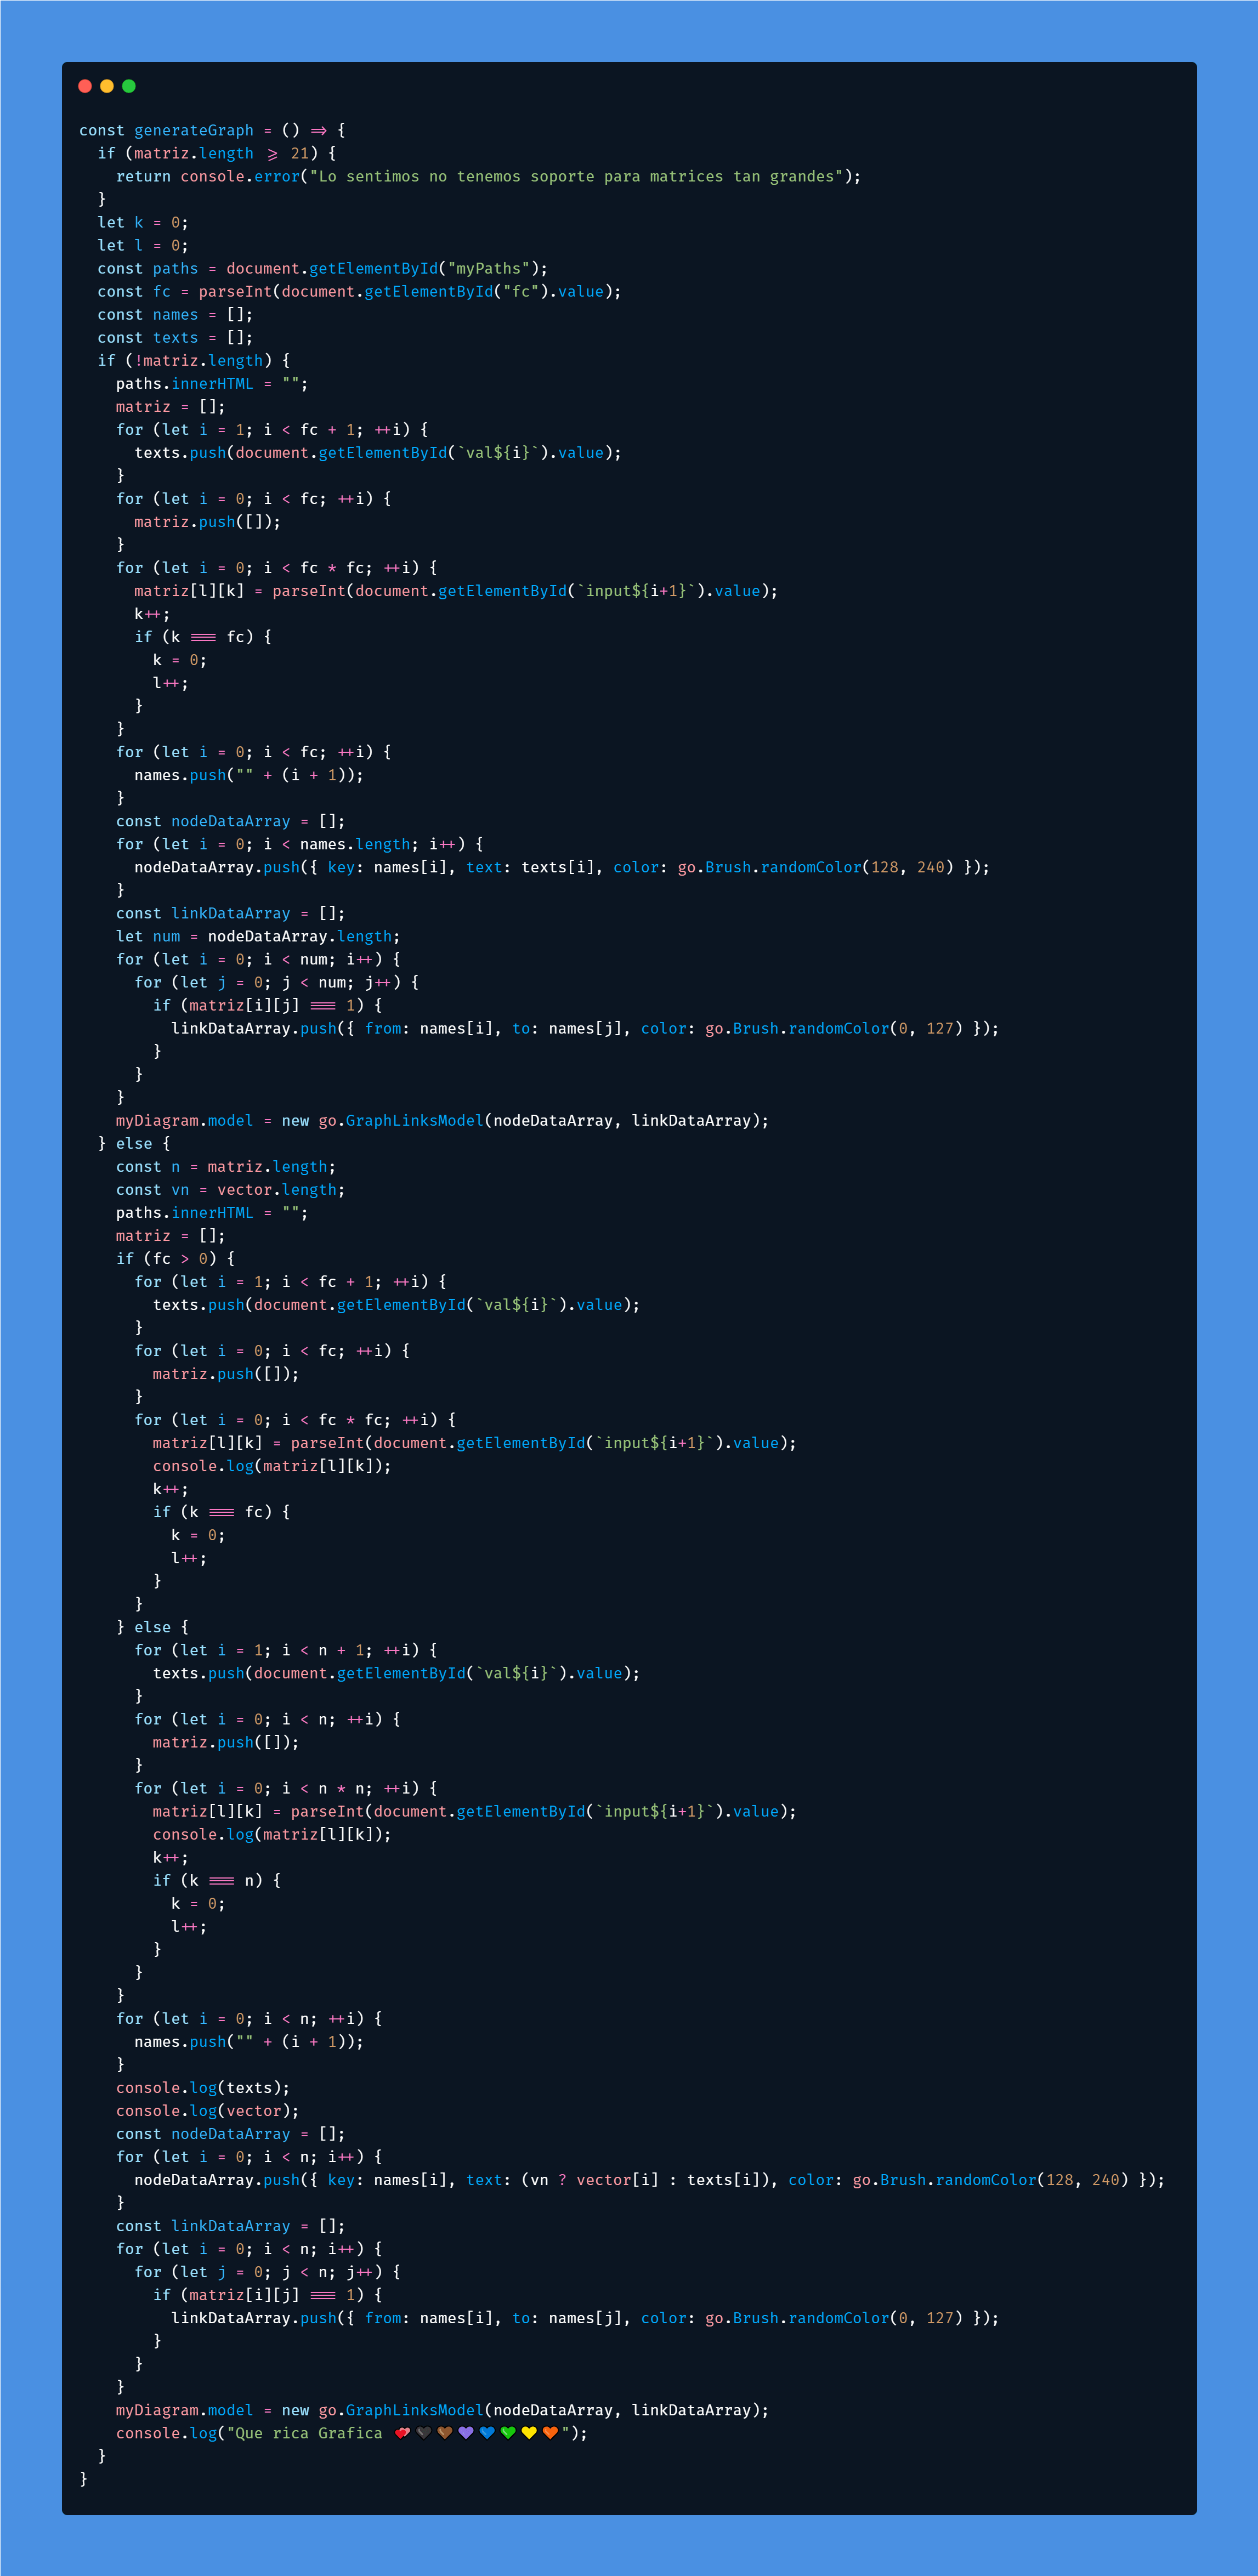 const generateGraph = () => {
  if (matriz.length >= 21) {
    return console.error("Lo sentimos no tenemos soporte para matrices tan grandes");
  }
  let k = 0;
  let l = 0;
  const paths = document.getElementById("myPaths");
  const fc = parseInt(document.getElementById("fc").value);
  const names = [];
  const texts = [];
  if (!matriz.length) {
    paths.innerHTML = "";
    matriz = [];
    for (let i = 1; i < fc + 1; ++i) {
      texts.push(document.getElementById(`val${i}`).value);
    }
    for (let i = 0; i < fc; ++i) {
      matriz.push([]);
    }
    for (let i = 0; i < fc * fc; ++i) {
      matriz[l][k] = parseInt(document.getElementById(`input${i+1}`).value);
      k++;
      if (k === fc) {
        k = 0;
        l++;
      }
    }
    for (let i = 0; i < fc; ++i) {
      names.push("" + (i + 1));
    }
    const nodeDataArray = [];
    for (let i = 0; i < names.length; i++) {
      nodeDataArray.push({ key: names[i], text: texts[i], color: go.Brush.randomColor(128, 240) });
    }
    const linkDataArray = [];
    let num = nodeDataArray.length;
    for (let i = 0; i < num; i++) {
      for (let j = 0; j < num; j++) {
        if (matriz[i][j] === 1) {
          linkDataArray.push({ from: names[i], to: names[j], color: go.Brush.randomColor(0, 127) });
        }
      }
    }
    myDiagram.model = new go.GraphLinksModel(nodeDataArray, linkDataArray);
  } else {
    const n = matriz.length;
    const vn = vector.length;
    paths.innerHTML = "";
    matriz = [];
    if (fc > 0) {
      for (let i = 1; i < fc + 1; ++i) {
        texts.push(document.getElementById(`val${i}`).value);
      }
      for (let i = 0; i < fc; ++i) {
        matriz.push([]);
      }
      for (let i = 0; i < fc * fc; ++i) {
        matriz[l][k] = parseInt(document.getElementById(`input${i+1}`).value);
        console.log(matriz[l][k]);
        k++;
        if (k === fc) {
          k = 0;
          l++;
        }
      }
    } else {
      for (let i = 1; i < n + 1; ++i) {
        texts.push(document.getElementById(`val${i}`).value);
      }
      for (let i = 0; i < n; ++i) {
        matriz.push([]);
      }
      for (let i = 0; i < n * n; ++i) {
        matriz[l][k] = parseInt(document.getElementById(`input${i+1}`).value);
        console.log(matriz[l][k]);
        k++;
        if (k === n) {
          k = 0;
          l++;
        }
      }
    }
    for (let i = 0; i < n; ++i) {
      names.push("" + (i + 1));
    }
    console.log(texts);
    console.log(vector);
    const nodeDataArray = [];
    for (let i = 0; i < n; i++) {
      nodeDataArray.push({ key: names[i], text: (vn ? vector[i] : texts[i]), color: go.Brush.randomColor(128, 240) });
    }
    const linkDataArray = [];
    for (let i = 0; i < n; i++) {
      for (let j = 0; j < n; j++) {
        if (matriz[i][j] === 1) {
          linkDataArray.push({ from: names[i], to: names[j], color: go.Brush.randomColor(0, 127) });
        }
      }
    }
    myDiagram.model = new go.GraphLinksModel(nodeDataArray, linkDataArray);
    console.log("Que rica Grafica 💕🖤🤎💜💙💚💛🧡");
  }
}